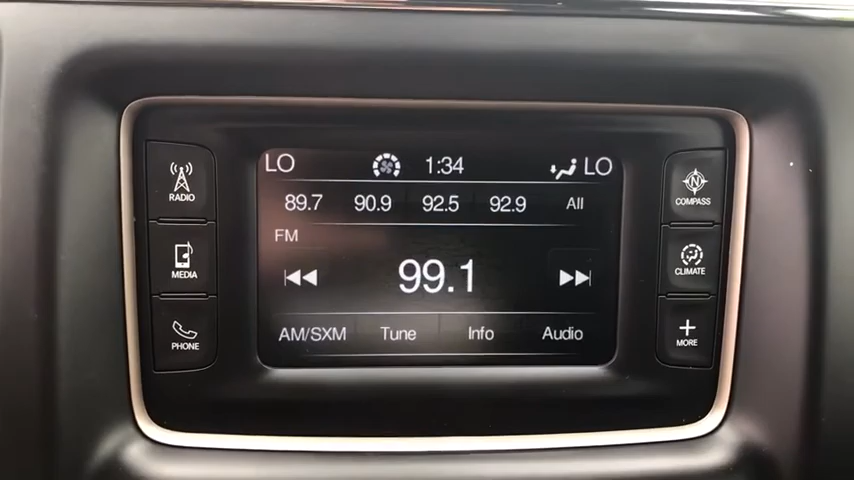 LO 1:34 LO
89.7 90.9 92.5 92.9 All
FM
99.1
AM/SXM Tune Info Audio
RADIO
MEDIA
PHONE
N
COMPASS
CLIMATE
MORE